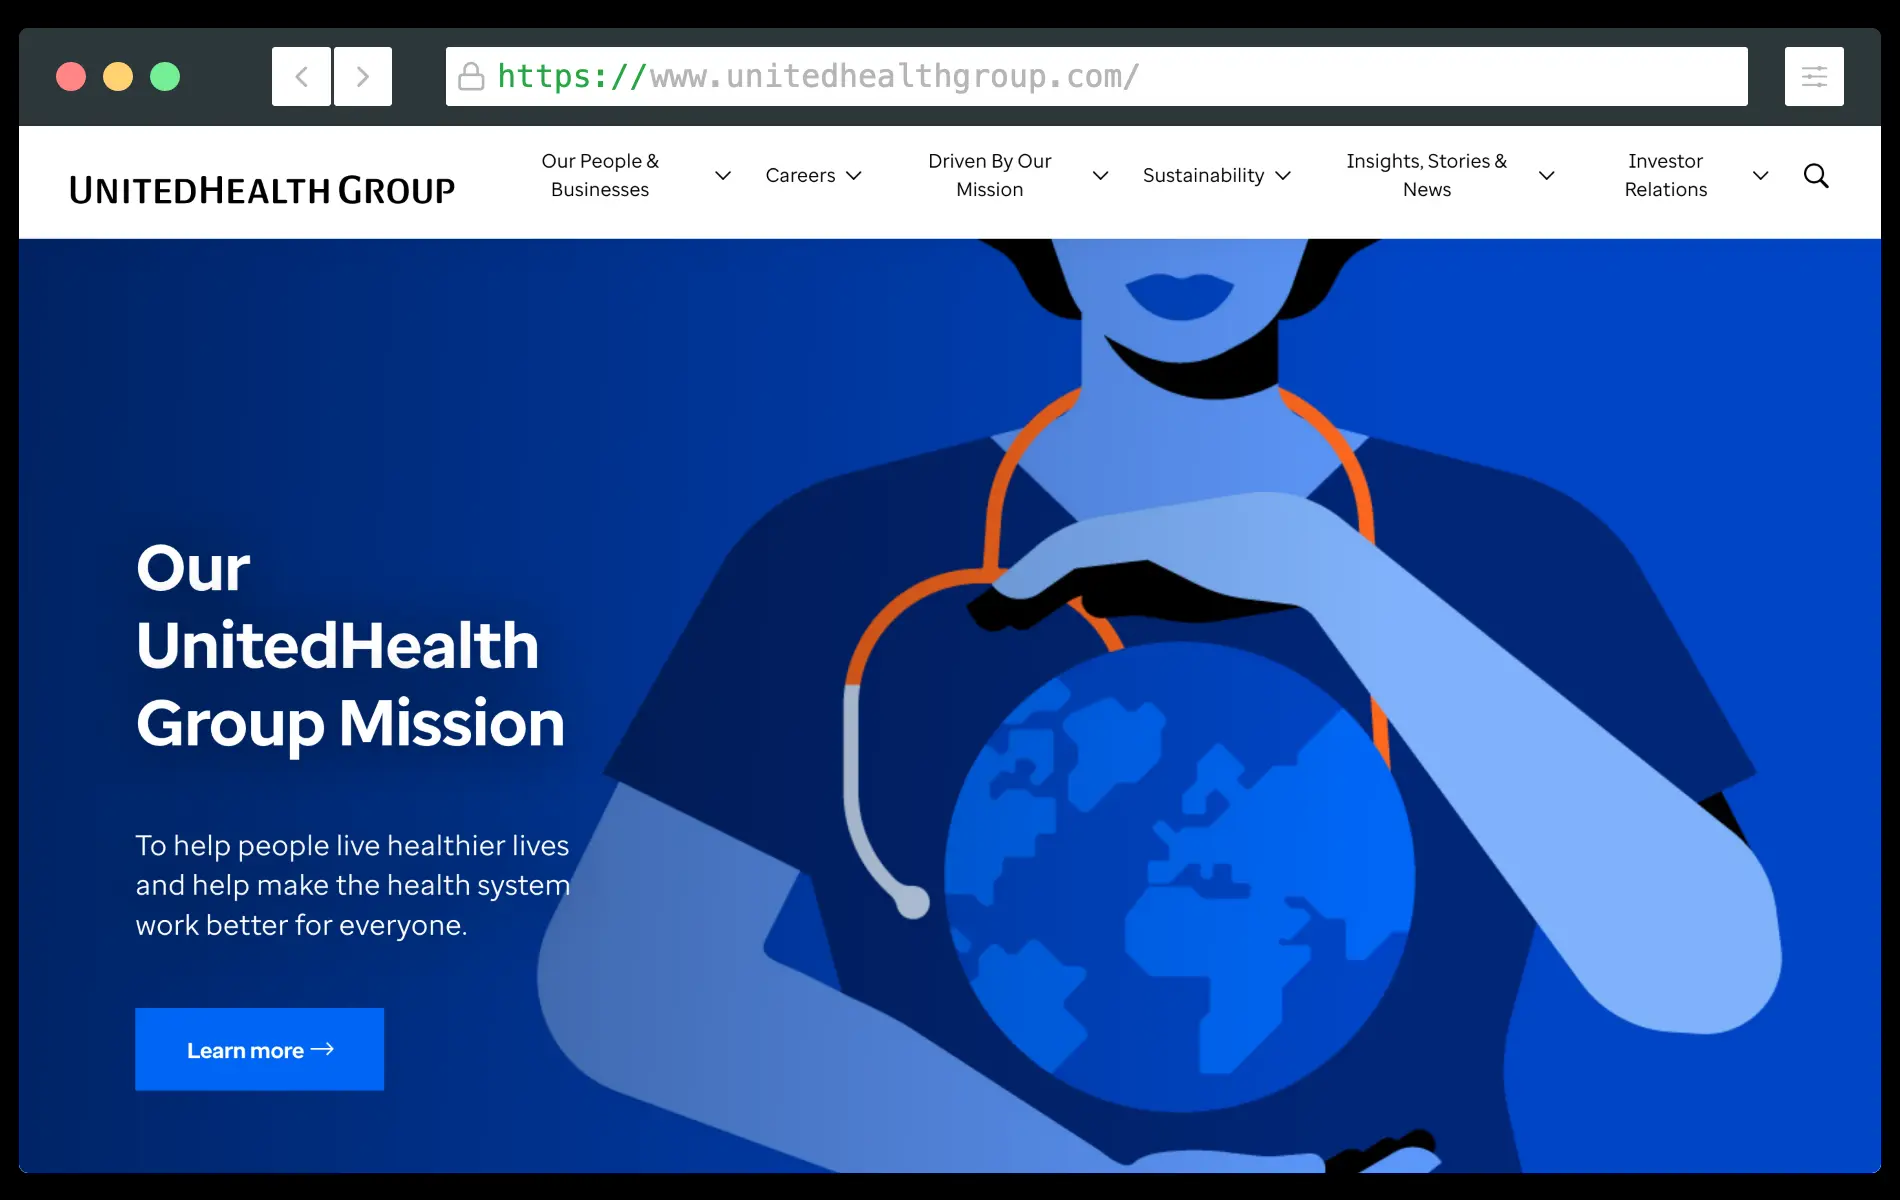 https://www.unitedhealthgroup.com/
UNITEDHEALTH GROUP
Our People &
Businesses
Careers
Driven By Our
Mission
Sustainability
Insights, Stories &
News
Investor
Relations
Our
UnitedHealth
Group Mission
To help people live healthier lives
and help make the health system
work better for everyone.
Learn more →